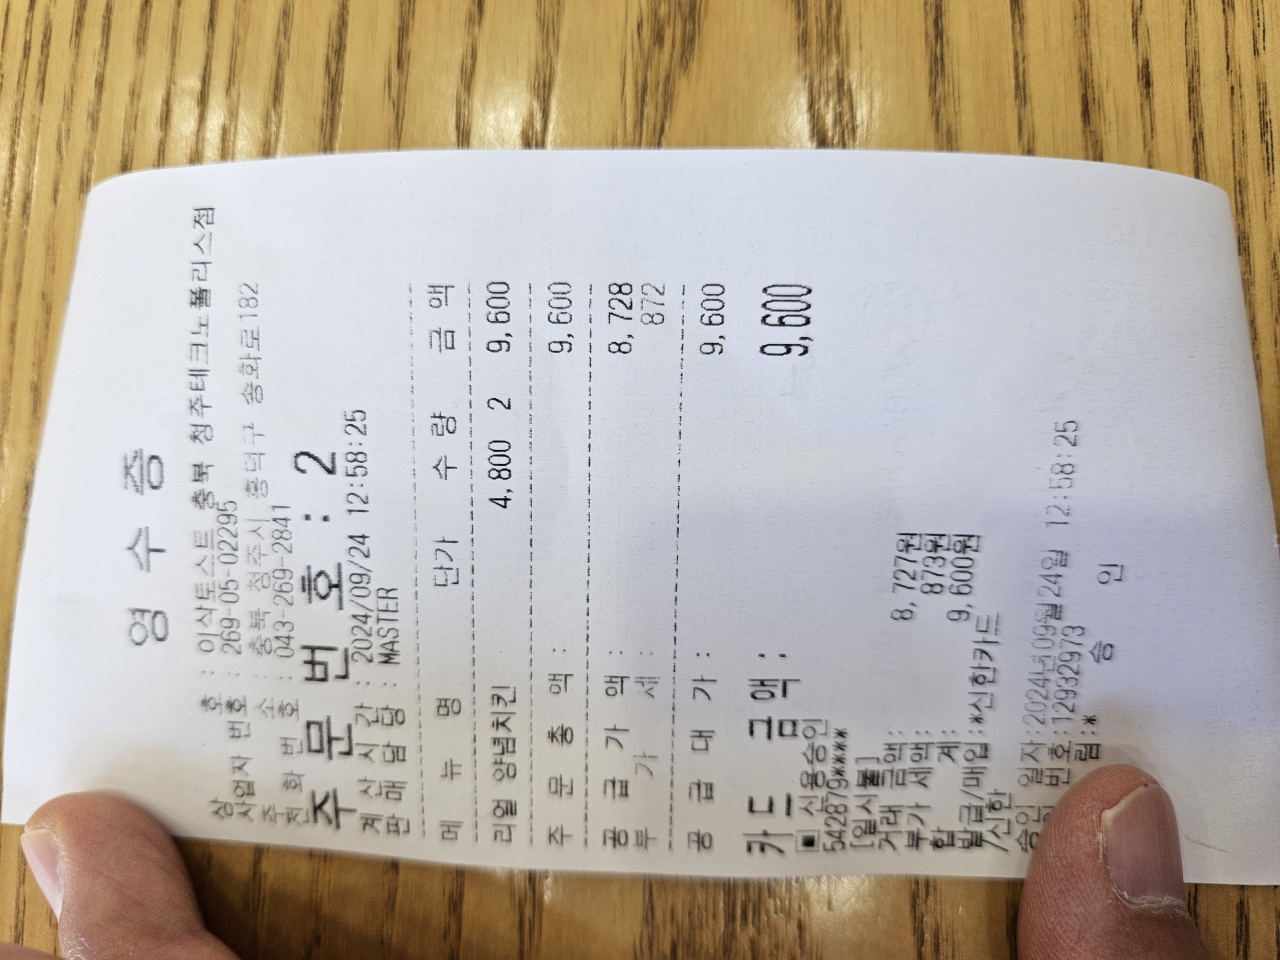 영 수 증
상 호 : 이삭토스트 충북 청주테크노폴리스점
사업자 번호 : 269-05-02295
주 소 : 충북 청주시 흥덕구 송화로182
전 화 번 호 : 043-269-2841
주 문 번 호 : 2
계 산 시 간 : 2024/09/24 12:58:25
판 매 담 당 : MASTER
메 뉴 명 단가 수 량 금 액
리얼 양념치킨 4,800 2 9,600
주 문 총 액 : 9,600
공 급 가 액 : 8,728
부 가 세 : 872
공 급 대 가 : 9,600
카 드 금 액 : 9,600
▣ 신용승인
542879****
[일시불]
거래 금액 : 8,727원
부가 세액 : 873원
합 계 : 9,600원
발급/매입 :*신한카드
/신한
승인 일자:2024년09월24일 12:58:25
번호:12932973
림:*
승 인